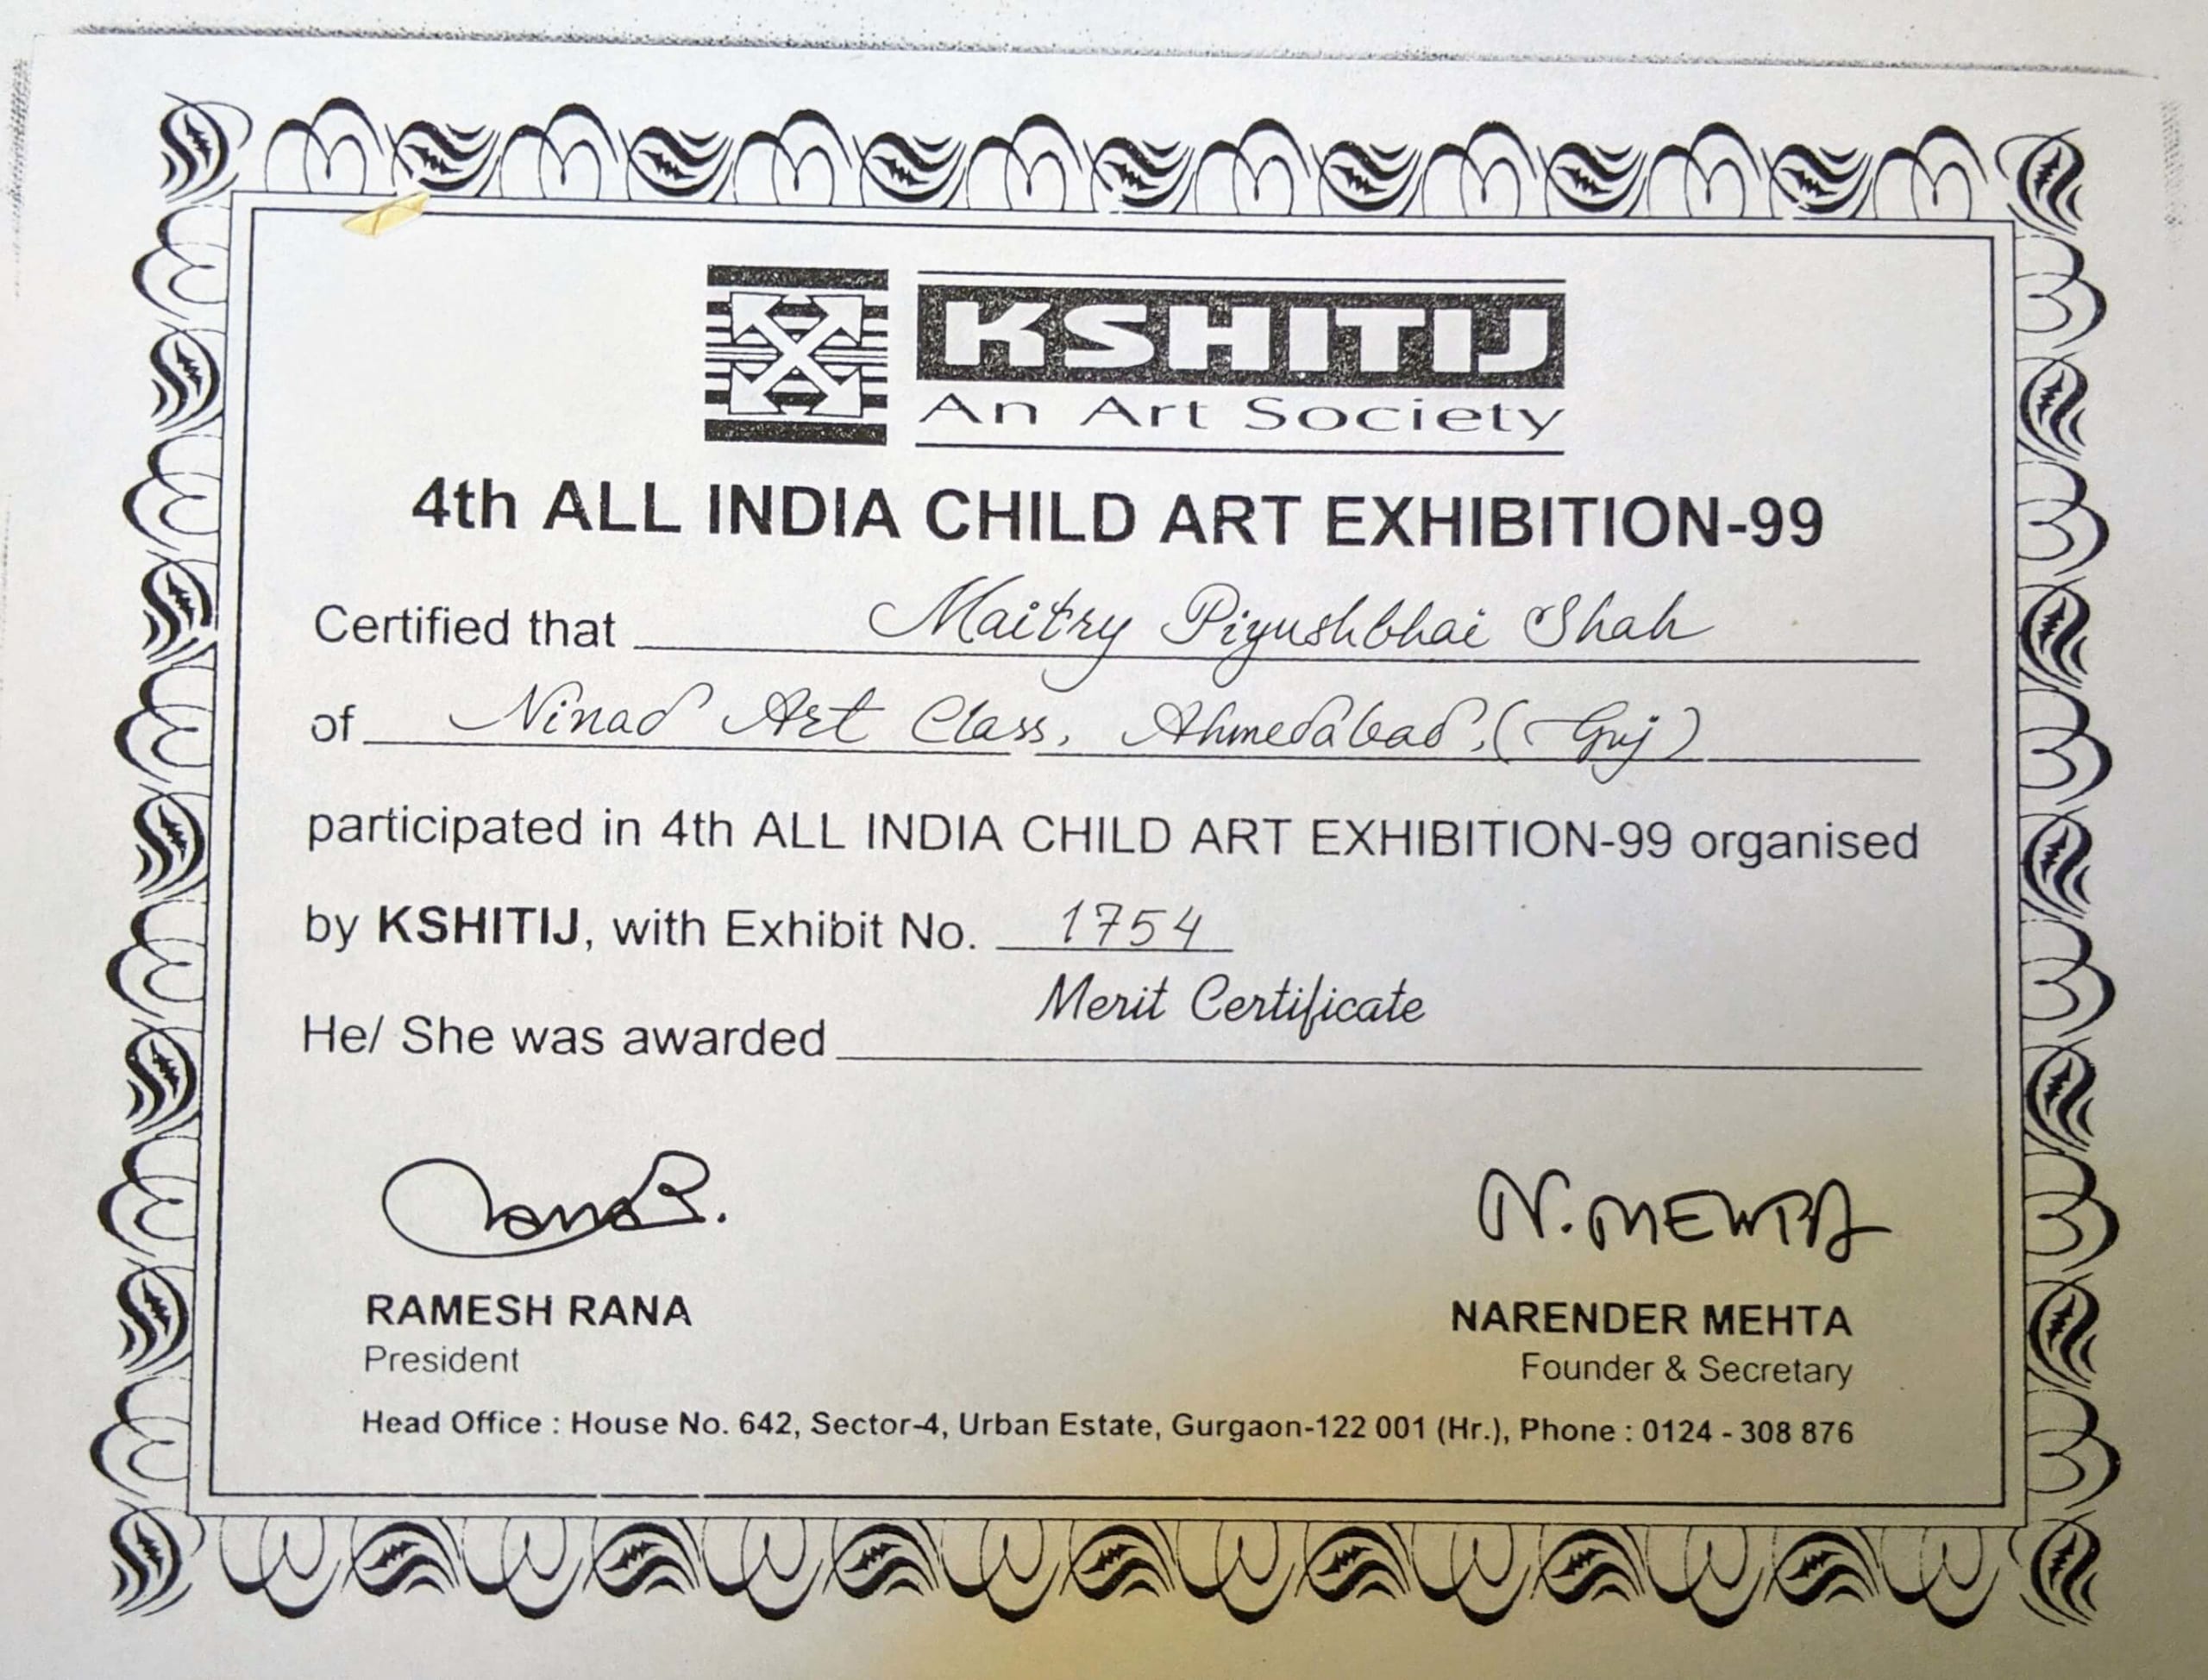 KSHITIJ
An Art Society
4th ALL INDIA CHILD ART EXHIBITION-99
Certified that Maitry Piyushbhai Shah
of Ninad Art Class, Ahmedabad, (Guj)
participated in 4th ALL INDIA CHILD ART EXHIBITION-99 organised
by KSHITIJ, with Exhibit No. 1754
He/ She was awarded Merit Certificate
RanaR. N. MEHTA
RAMESH RANA NARENDER MEHTA
President Founder & Secretary
Head Office : House No. 642, Sector-4, Urban Estate, Gurgaon-122 001 (Hr.), Phone : 0124 - 308 876